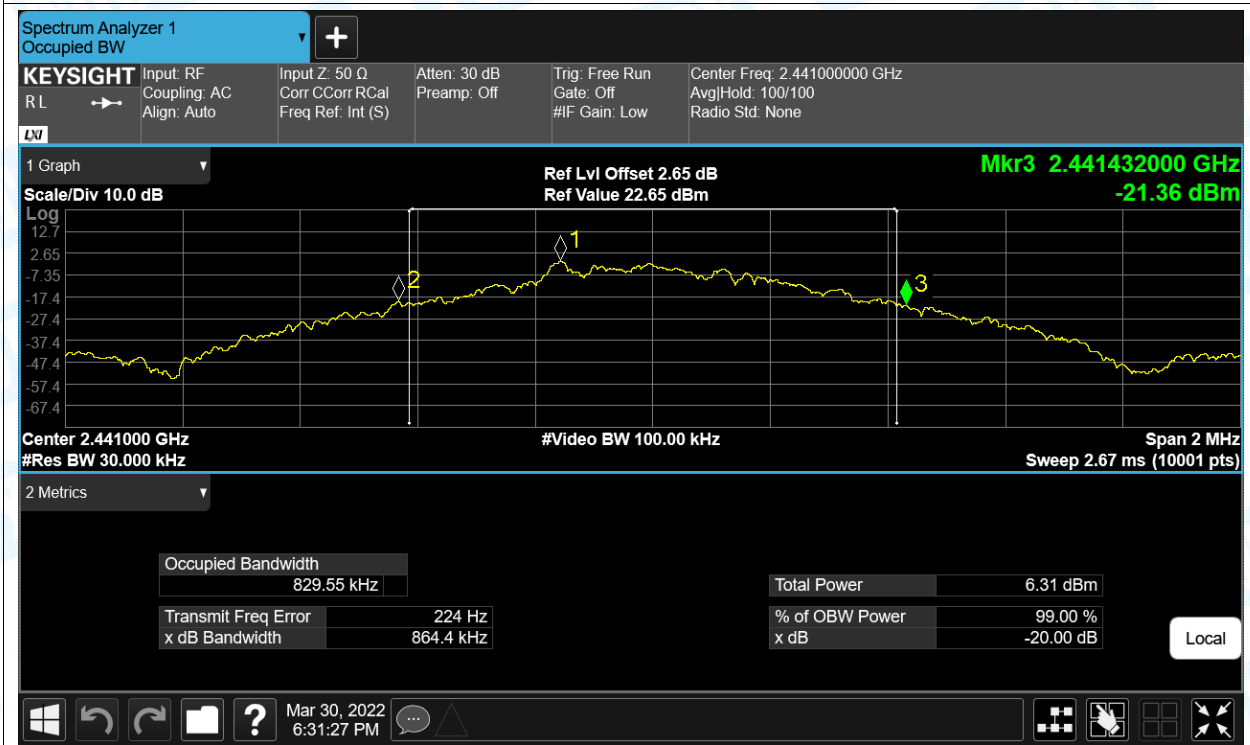 Spectrum Analyzer 1
Occupied BW
▼
+
KEYSIGHT Input: RF Input Z: 50 Ω Atten: 30 dB Trig: Free Run Center Freq: 2.441000000 GHz
R L Coupling: AC Corr CCorr RCal Preamp: Off Gate: Off Avg|Hold: 100/100
Align: Auto Freq Ref: Int (S) #IF Gain: Low Radio Std: None
LXI
1 Graph ▼ Ref Lvl Offset 2.65 dB Mkr3 2.441432000 GHz
Scale/Div 10.0 dB Ref Value 22.65 dBm -21.36 dBm
Log
12.7
2.65
-7.35
-17.4
-27.4
-37.4
-47.4
-57.4
-67.4
1
2
3
Center 2.441000 GHz #Video BW 100.00 kHz Span 2 MHz
#Res BW 30.000 kHz Sweep 2.67 ms (10001 pts)
2 Metrics ▼
Occupied Bandwidth
829.55 kHz Total Power 6.31 dBm
Transmit Freq Error 224 Hz % of OBW Power 99.00 %
x dB Bandwidth 864.4 kHz x dB -20.00 dB
Local
? Mar 30, 2022
6:31:27 PM